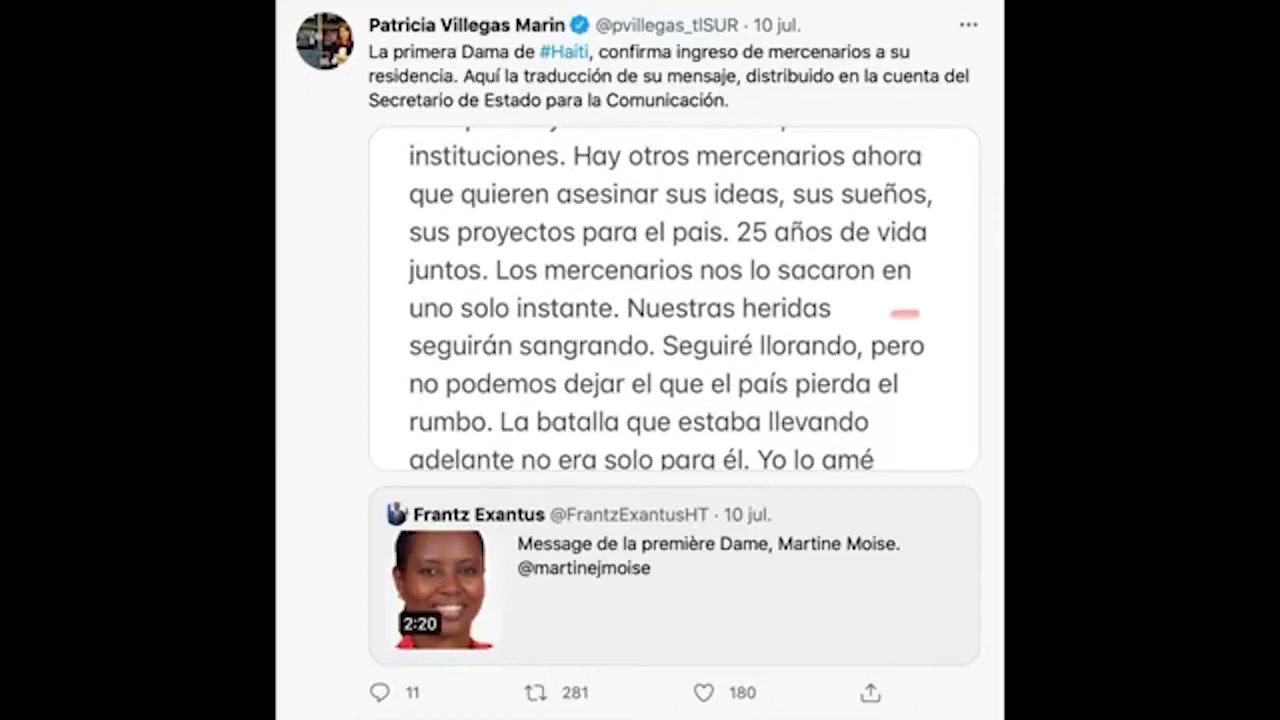 Patricia Villegas Marin @pvillegas_tlSUR · 10 jul.
La primera Dama de #Haiti, confirma ingreso de mercenarios a su
residencia. Aquí la traducción de su mensaje, distribuido en la cuenta del
Secretario de Estado para la Comunicación.
instituciones. Hay otros mercenarios ahora
que quieren asesinar sus ideas, sus sueños,
sus proyectos para el pais. 25 años de vida
juntos. Los mercenarios nos lo sacaron en
uno solo instante. Nuestras heridas
seguirán sangrando. Seguiré llorando, pero
no podemos dejar el que el país pierda el
rumbo. La batalla que estaba llevando
adelante no era solo para él. Yo lo amé
Frantz Exantus @FrantzExantusHT · 10 jul.
Message de la première Dame, Martine Moise.
@martinejmoise
2:20
11 281 180